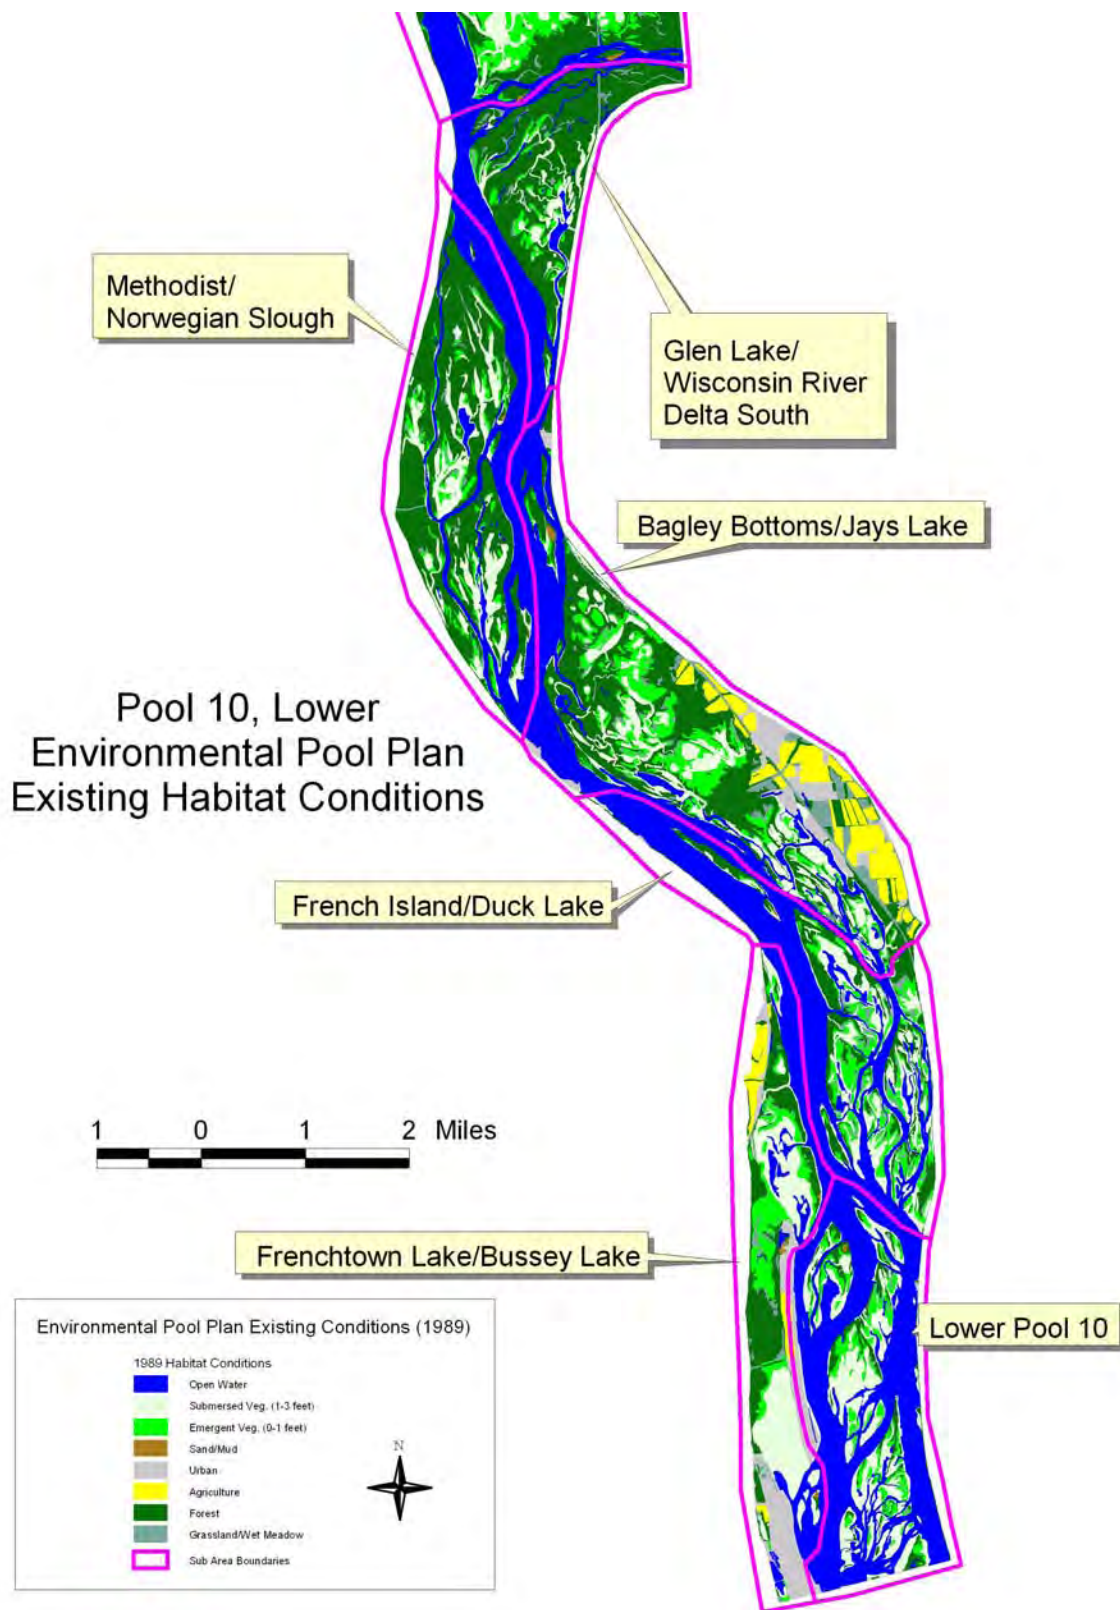 Methodist/
Norwegian Slough
Glen Lake/
Wisconsin River
Delta South
Bagley Bottoms/Jays Lake
Pool 10, Lower
Environmental Pool Plan
Existing Habitat Conditions
French Island/Duck Lake
1 0 1 2 Miles
Frenchtown Lake/Bussey Lake
Lower Pool 10
Environmental Pool Plan Existing Conditions (1989)
1989 Habitat Conditions
Open Water
Submersed Veg. (1-3 feet)
Emergent Veg. (0-1 feet)
Sand/Mud
Urban
Agriculture
Forest
Grassland/Wet Meadow
Sub Area Boundaries
N